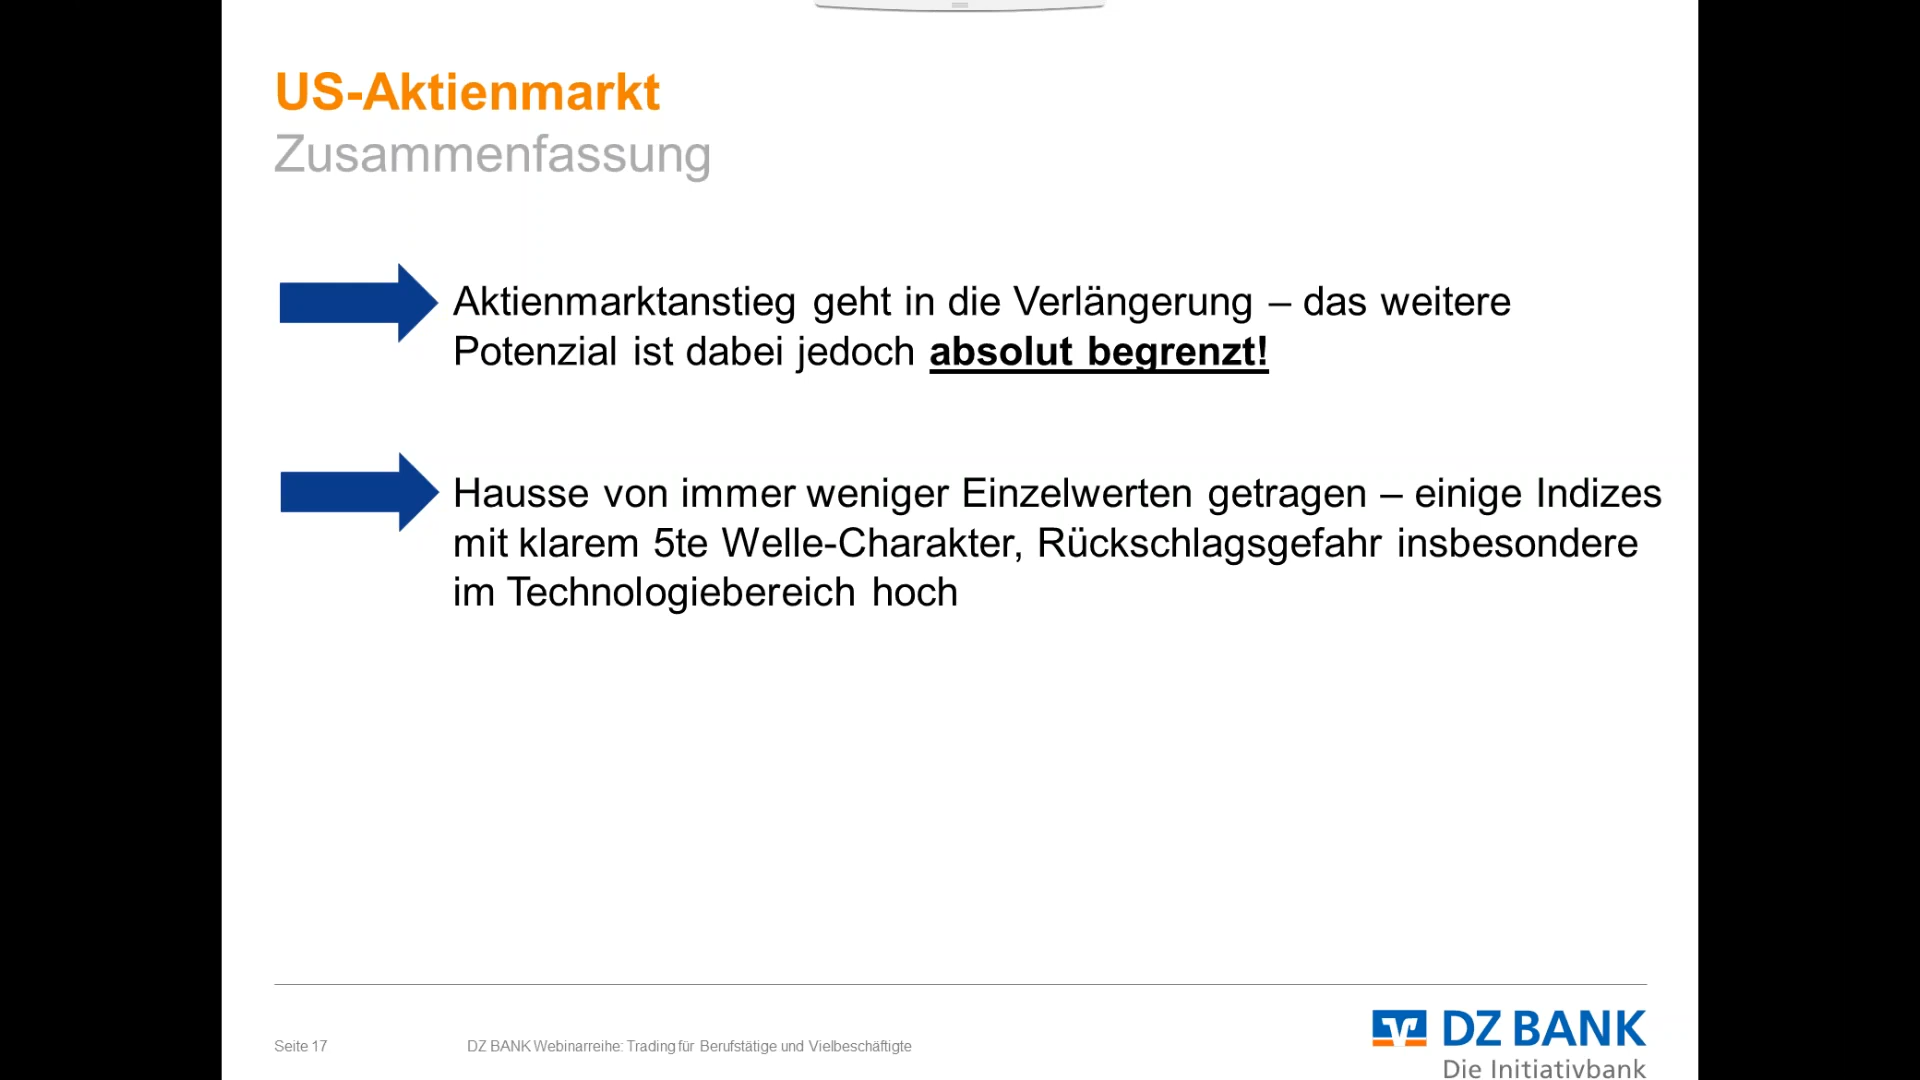 US-Aktienmarkt
Zusammenfassung
Aktienmarktanstieg geht in die Verlängerung – das weitere
Potenzial ist dabei jedoch absolut begrenzt!
Hausse von immer weniger Einzelwerten getragen – einige Indizes
mit klarem 5te Welle-Charakter, Rückschlagsgefahr insbesondere
im Technologiebereich hoch
Seite 17
DZ BANK Webinarreihe: Trading für Berufstätige und Vielbeschäftigte
DZ BANK
Die Initiativbank